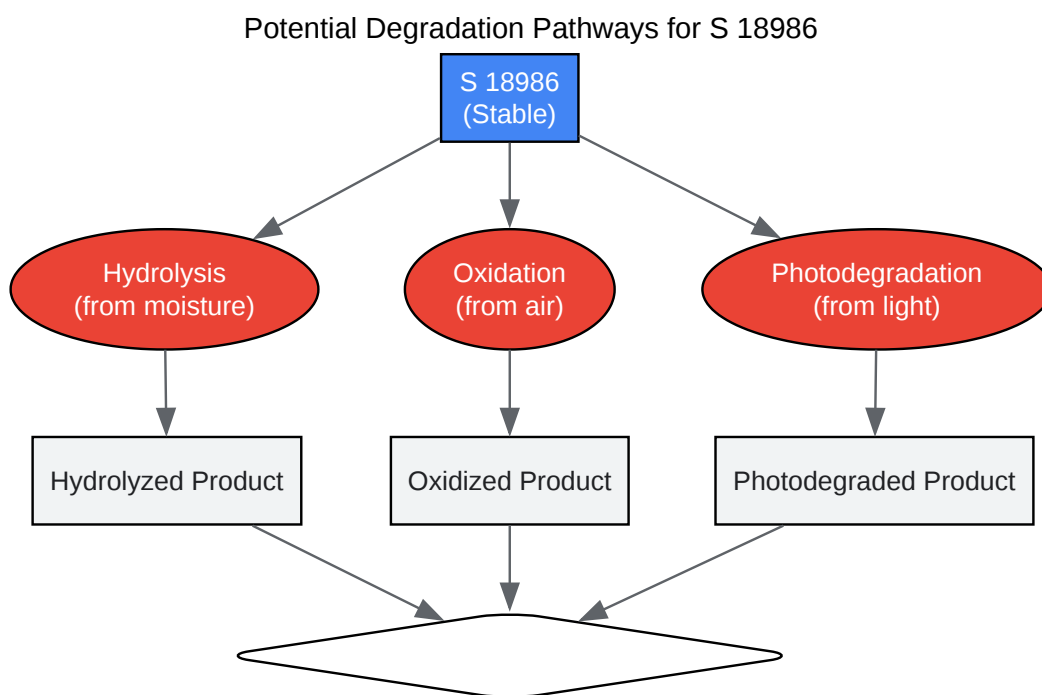 Potential Degradation Pathways for S 18986
S 18986
(Stable)
Hydrolysis
(from moisture)
Oxidation
(from air)
Photodegradation
(from light)
Hydrolyzed Product
Oxidized Product
Photodegraded Product